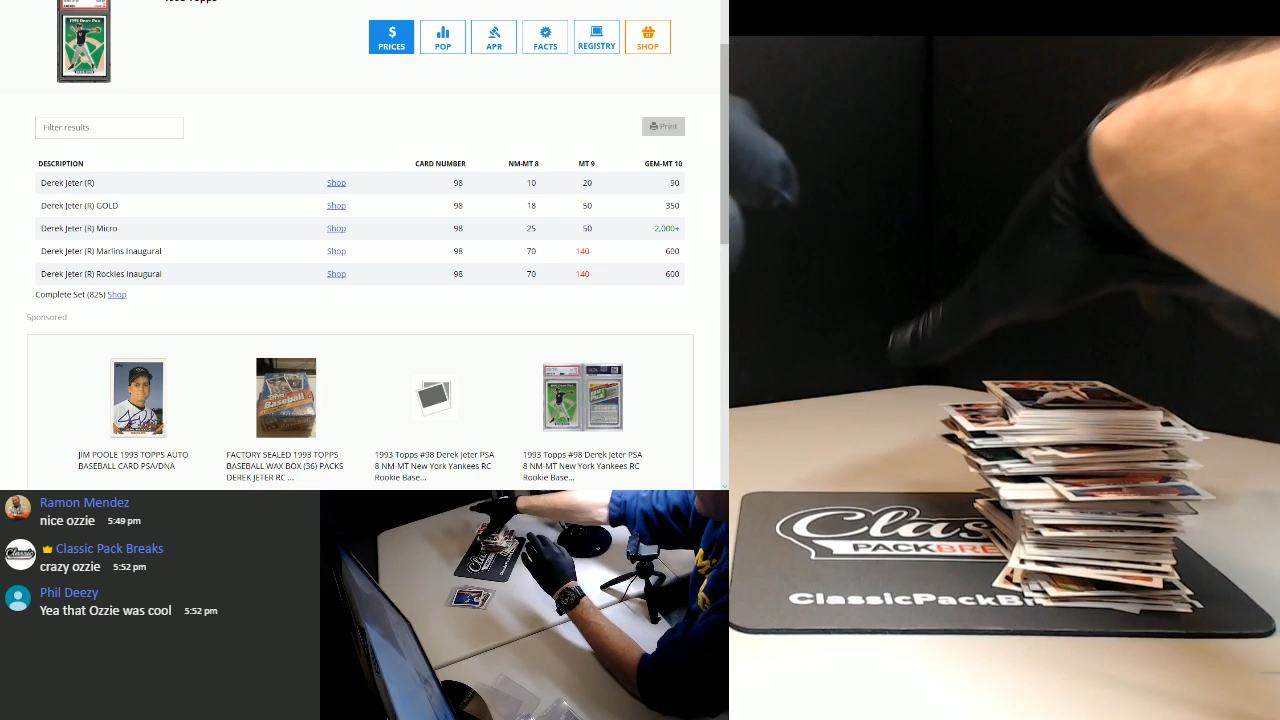 PRICES
POP
APR
FACTS
REGISTRY
SHOP
Filter results
Print
DESCRIPTION CARD NUMBER NM-MT 8 MT 9 GEM-MT 10
Derek Jeter (R) Shop 98 10 20 90
Derek Jeter (R) GOLD Shop 98 18 50 350
Derek Jeter (R) Micro Shop 98 25 50 2,000+
Derek Jeter (R) Marlins Inaugural Shop 98 70 140- 600
Derek Jeter (R) Rockies Inaugural Shop 98 70 140- 600
Complete Set (825) Shop
Sponsored
JIM POOLE 1993 TOPPS AUTO
BASEBALL CARD PSA/DNA
FACTORY SEALED 1993 TOPPS
BASEBALL WAX BOX (36) PACKS
DEREK JETER RC ...
1993 Topps #98 Derek Jeter PSA
8 NM-MT New York Yankees RC
Rookie Base...
1993 Topps #98 Derek Jeter PSA
8 NM-MT New York Yankees RC
Rookie Base...
Ramon Mendez
nice ozzie 5:49 pm
Classic Pack Breaks
crazy ozzie 5:52 pm
Phil Deezy
Yea that Ozzie was cool 5:52 pm
Clas
PACKBRE
ClassicPackB